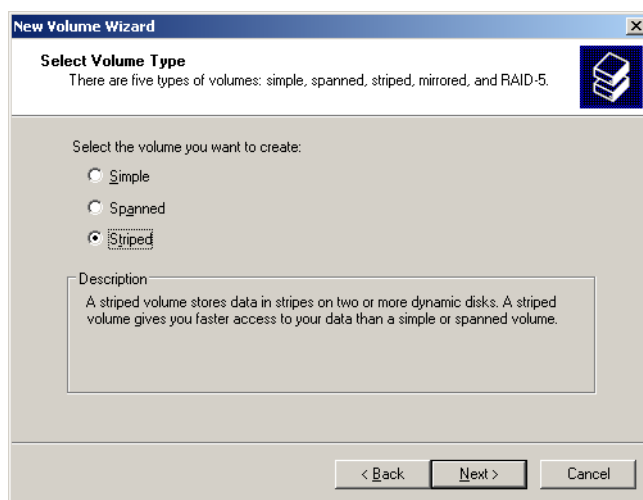 New Volume Wizard
Select Volume Type
There are five types of volumes: simple, spanned, striped, mirrored, and RAID-5.
Select the volume you want to create:
Simple
Spanned
Striped
Description
A striped volume stores data in stripes on two or more dynamic disks. A striped
volume gives you faster access to your data than a simple or spanned volume.
< Back
Next >
Cancel